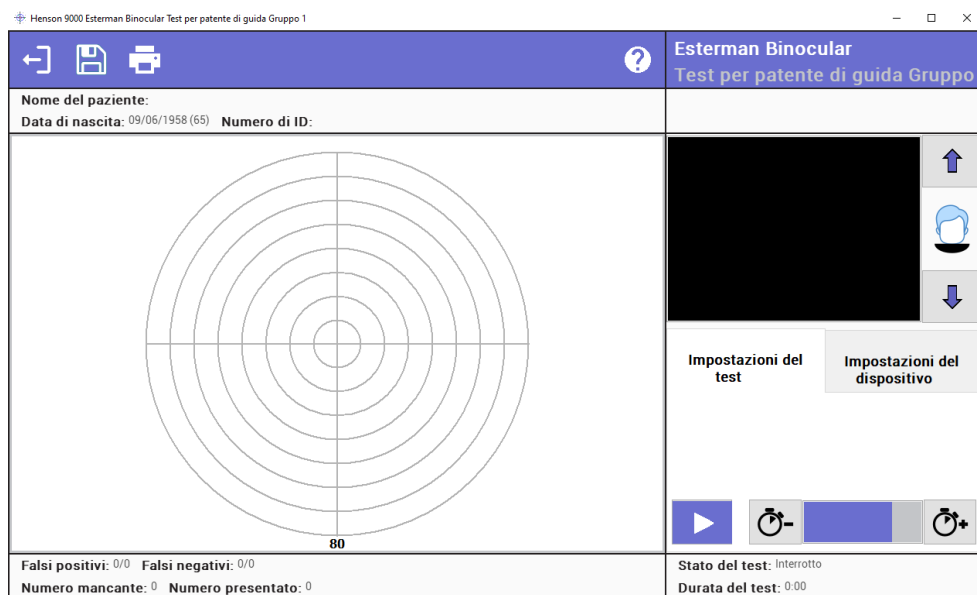 Henson 9000 Esterman Binocular Test per patente di guida Gruppo 1
Esterman Binocular
Test per patente di guida Gruppo
Nome del paziente:
Data di nascita: 09/06/1958 (65) Numero di ID:
80
Impostazioni del
test
Impostazioni del
dispositivo
Falsi positivi: 0/0 Falsi negativi: 0/0
Numero mancante: 0 Numero presentato: 0
Stato del test: Interrotto
Durata del test: 0:00